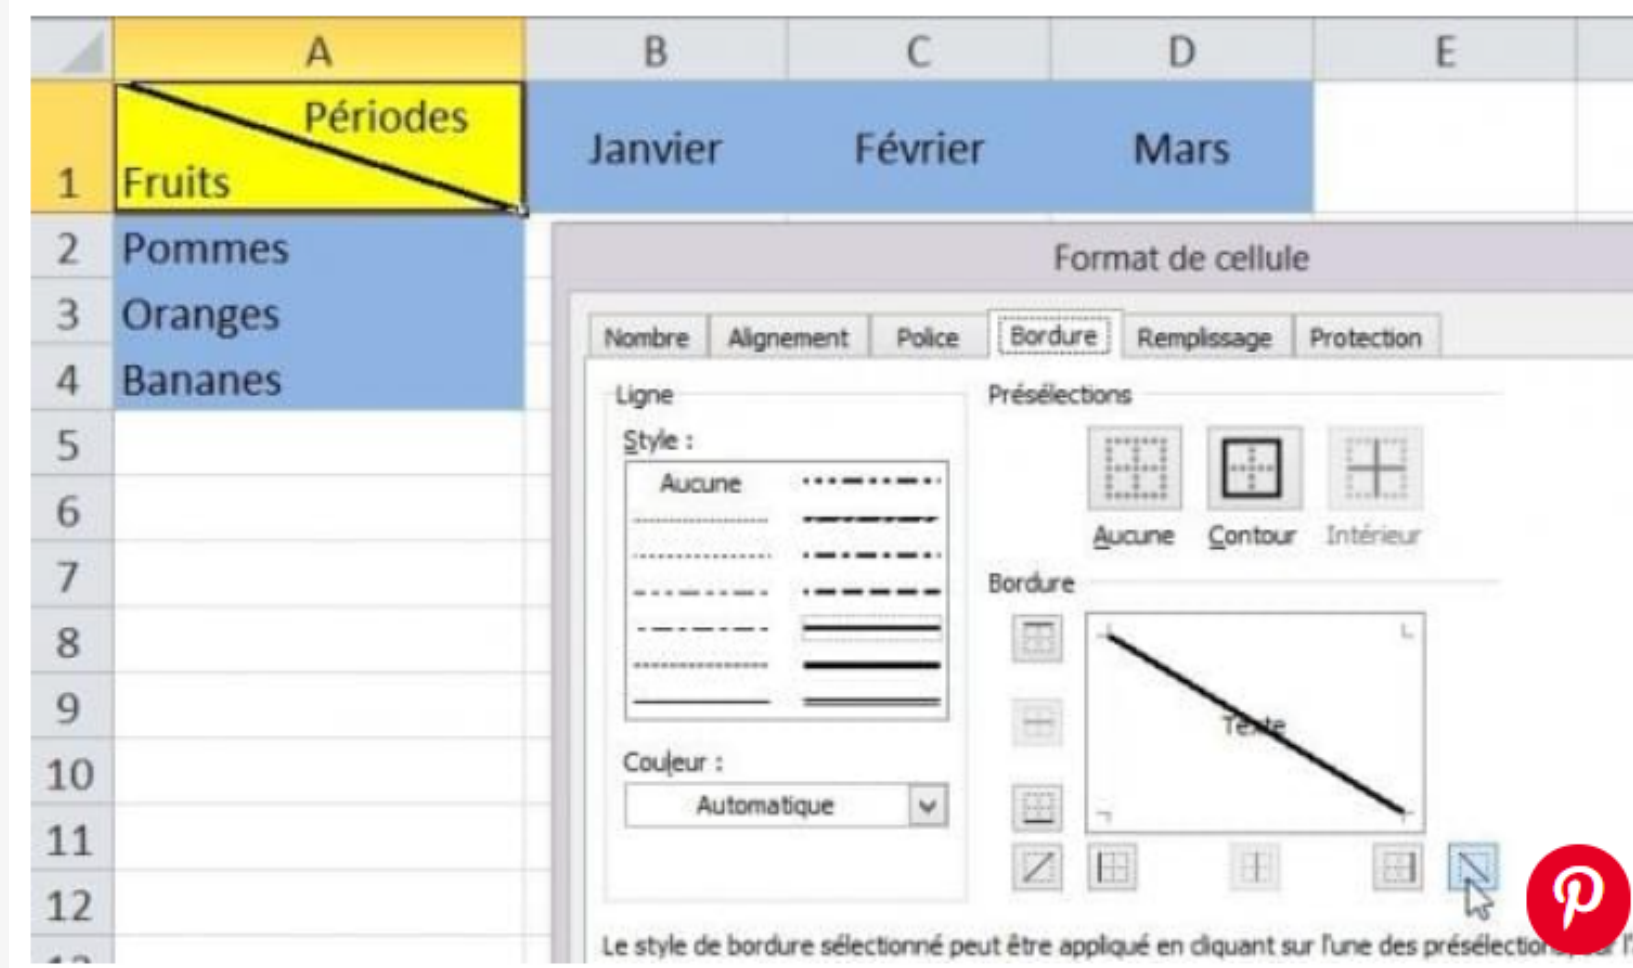 A B C D E
Périodes
1 Fruits Janvier Février Mars
2 Pommes
3 Oranges
4 Bananes
5
6
7
8
9
10
11
12
Format de cellule
Nombre Alignement Police Bordure Remplissage Protection
Ligne
Style :
Aucune
Couleur :
Automatique
Présélections
Aucune Contour Intérieur
Bordure
Texte
Le style de bordure sélectionné peut être appliqué en cliquant sur l'une des